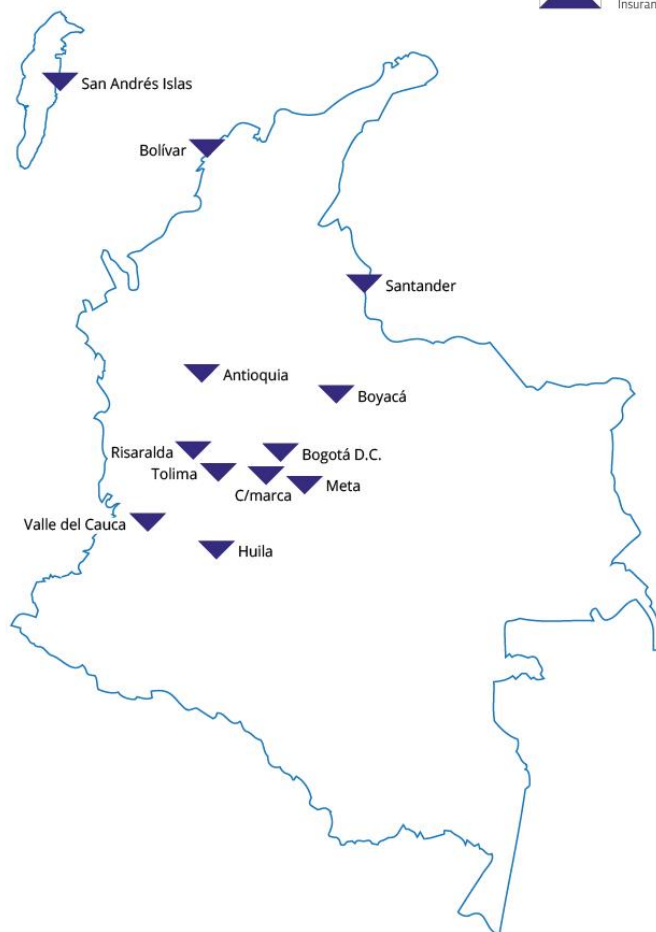 San Andrés Islas
Bolívar
Santander
Antioquia
Boyacá
Risaralda
Bogotá D.C.
Tolima
C/marca
Meta
Valle del Cauca
Huila